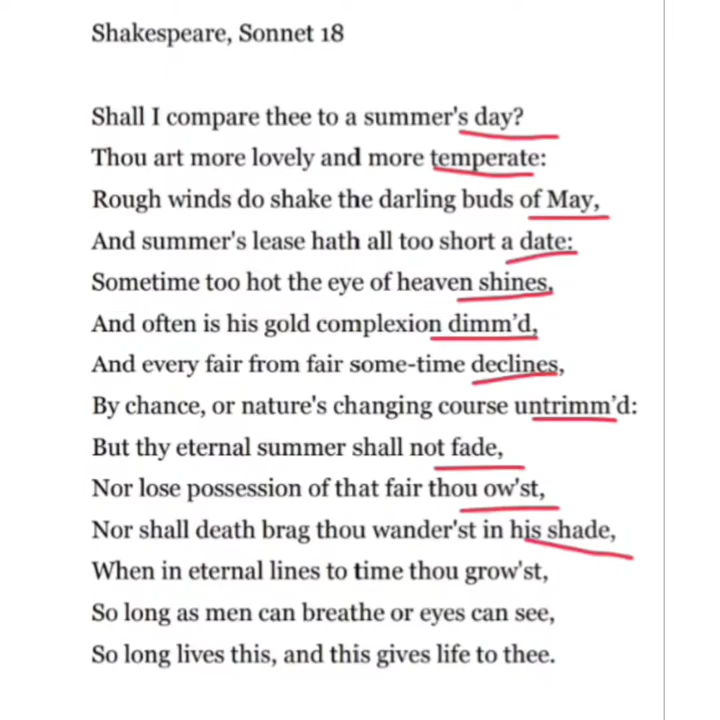 Shakespeare, Sonnet 18
Shall I compare thee to a summer's day?
Thou art more lovely and more temperate:
Rough winds do shake the darling buds of May,
And summer's lease hath all too short a date:
Sometime too hot the eye of heaven shines,
And often is his gold complexion dimm'd,
And every fair from fair some-time declines,
By chance, or nature's changing course untrimm'd:
But thy eternal summer shall not fade,
Nor lose possession of that fair thou ow'st,
Nor shall death brag thou wander'st in his shade,
When in eternal lines to time thou grow'st,
So long as men can breathe or eyes can see,
So long lives this, and this gives life to thee.